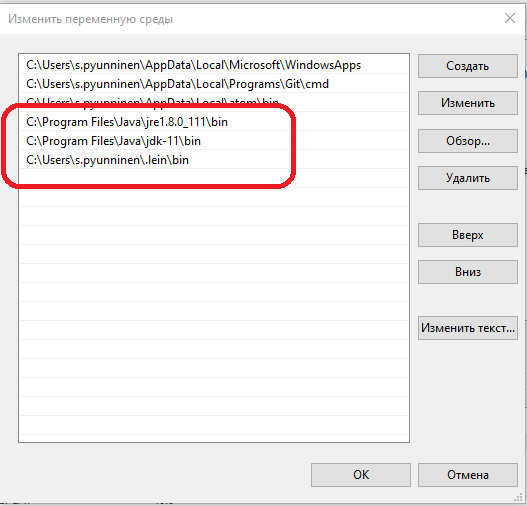 Изменить переменную среды
C:\Users\s.pyunninen\AppData\Local\Microsoft\WindowsApps
C:\Users\s.pyunninen\AppData\Local\Programs\Git\cmd
C:\Users\s.pyunninen\AppData\Local\atom\bin
C:\Program Files\Java\jre1.8.0_111\bin
C:\Program Files\Java\jdk-11\bin
C:\Users\s.pyunninen\.lein\bin
Создать
Изменить
Обзор...
Удалить
Вверх
Вниз
Изменить текст...
ОК
Отмена